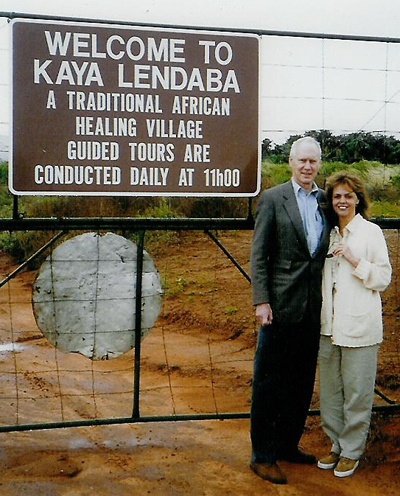 WELCOME TO
KAYA LENDABA
A TRADITIONAL AFRICAN
HEALING VILLAGE
GUIDED TOURS ARE
CONDUCTED DAILY AT 11h00